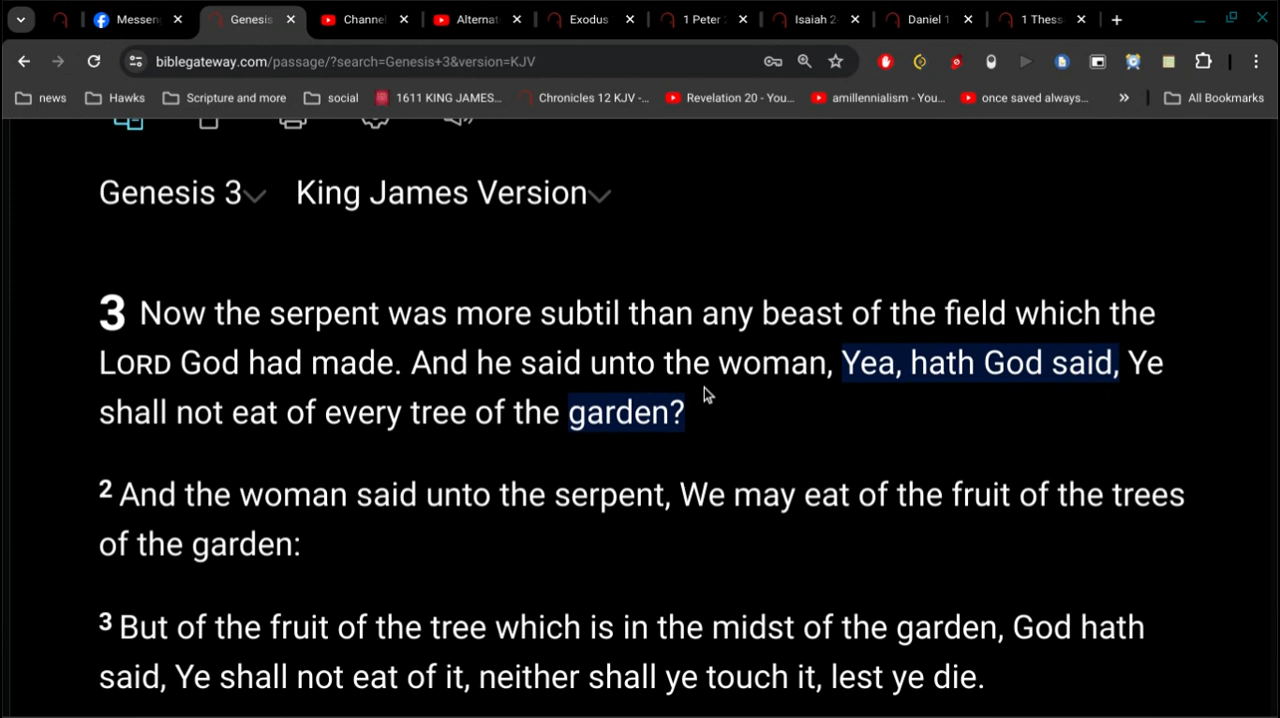 Messen
Genesis
Channel
Alternat
Exodus
1 Peter
Isaiah 2
Daniel 1
1 Thess
biblegateway.com/passage/?search=Genesis+3&version=KJV
news
Hawks
Scripture and more
social
1611 KING JAMES...
Chronicles 12 KJV -...
Revelation 20 - You...
amillennialism - You...
once saved always...
All Bookmarks
Genesis 3 King James Version
3 Now the serpent was more subtil than any beast of the field which the
LORD God had made. And he said unto the woman, Yea, hath God said, Ye
shall not eat of every tree of the garden?
2 And the woman said unto the serpent, We may eat of the fruit of the trees
of the garden:
3 But of the fruit of the tree which is in the midst of the garden, God hath
said, Ye shall not eat of it, neither shall ye touch it, lest ye die.